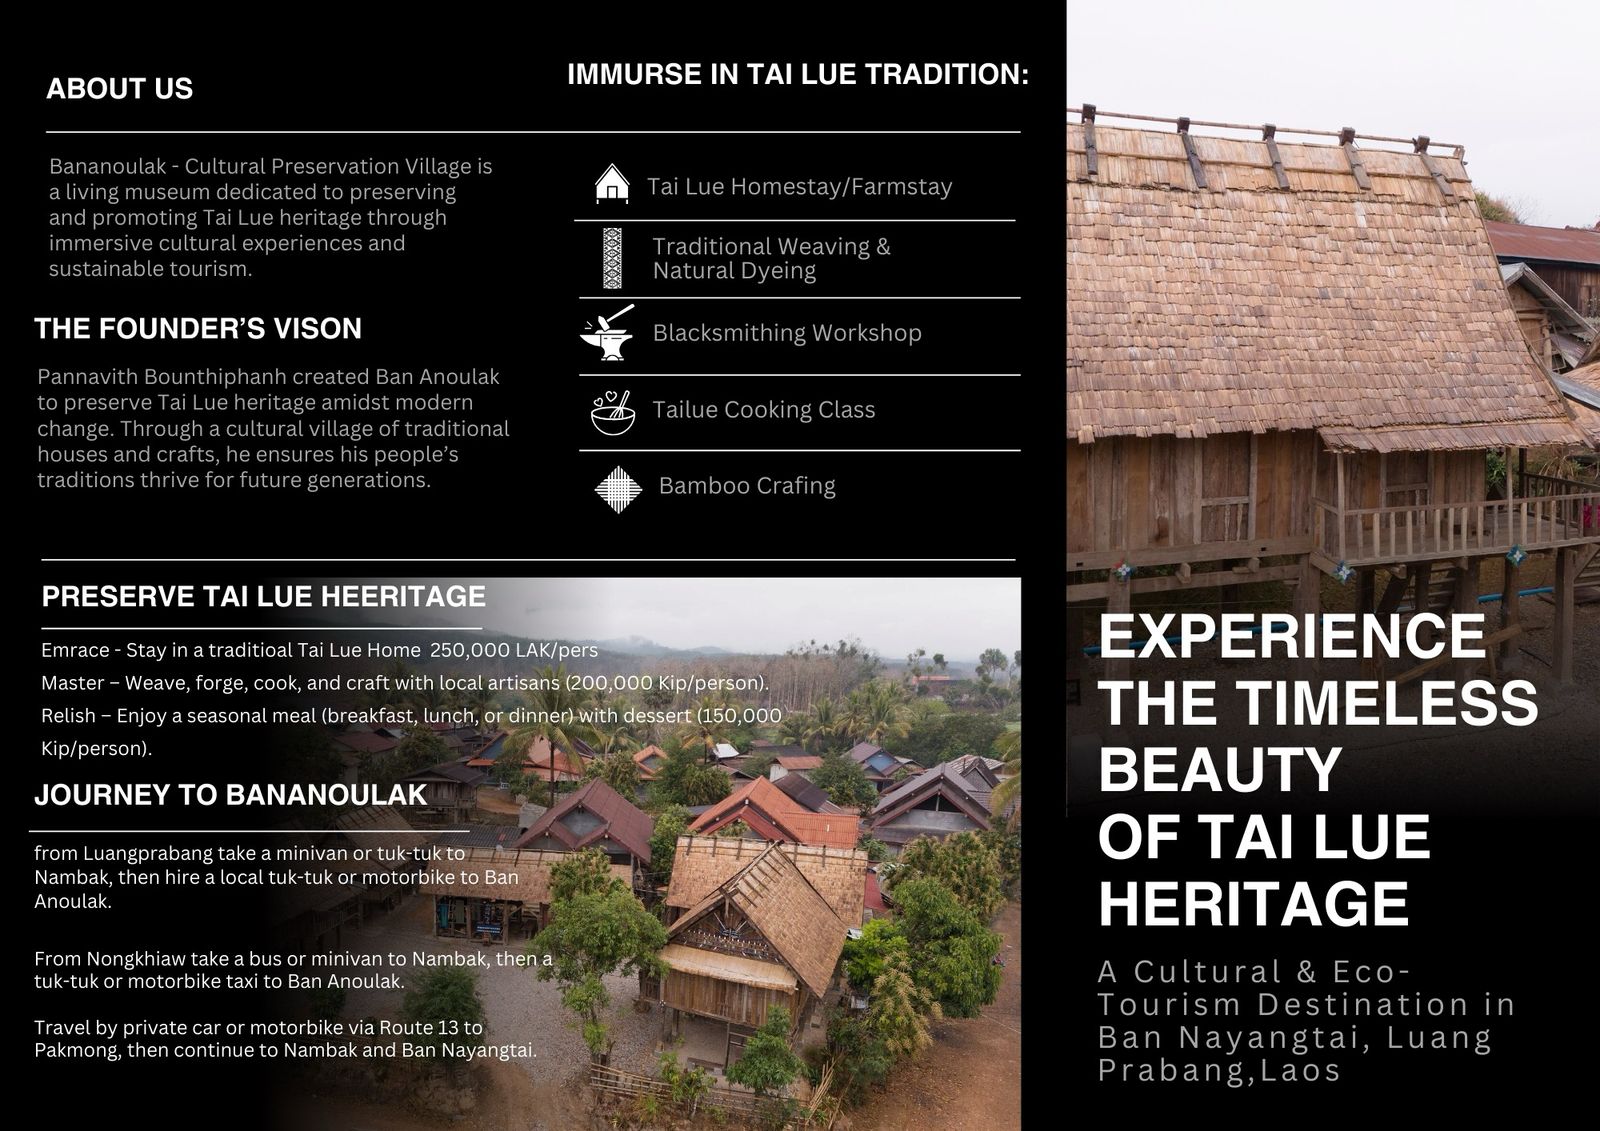 ABOUT US
Bananoulak - Cultural Preservation Village is
a living museum dedicated to preserving
and promoting Tai Lue heritage through
immersive cultural experiences and
sustainable tourism.
THE FOUNDER’S VISON
Pannavith Bounthiphanh created Ban Anoulak
to preserve Tai Lue heritage amidst modern
change. Through a cultural village of traditional
houses and crafts, he ensures his people’s
traditions thrive for future generations.
IMMURSE IN TAI LUE TRADITION:
Tai Lue Homestay/Farmstay
Traditional Weaving &
Natural Dyeing
Blacksmithing Workshop
Tailue Cooking Class
Bamboo Crafing
PRESERVE TAI LUE HEERITAGE
Emrace - Stay in a traditioal Tai Lue Home  250,000 LAK/pers
Master – Weave, forge, cook, and craft with local artisans (200,000 Kip/person).
Relish – Enjoy a seasonal meal (breakfast, lunch, or dinner) with dessert (150,000
Kip/person).
JOURNEY TO BANANOULAK
from Luangprabang take a minivan or tuk-tuk to
Nambak, then hire a local tuk-tuk or motorbike to Ban
Anoulak.
From Nongkhiaw take a bus or minivan to Nambak, then a
tuk-tuk or motorbike taxi to Ban Anoulak.
Travel by private car or motorbike via Route 13 to
Pakmong, then continue to Nambak and Ban Nayangtai.
EXPERIENCE
THE TIMELESS
BEAUTY
OF TAI LUE
HERITAGE
A Cultural & Eco-
Tourism Destination in
Ban Nayangtai, Luang
Prabang,Laos